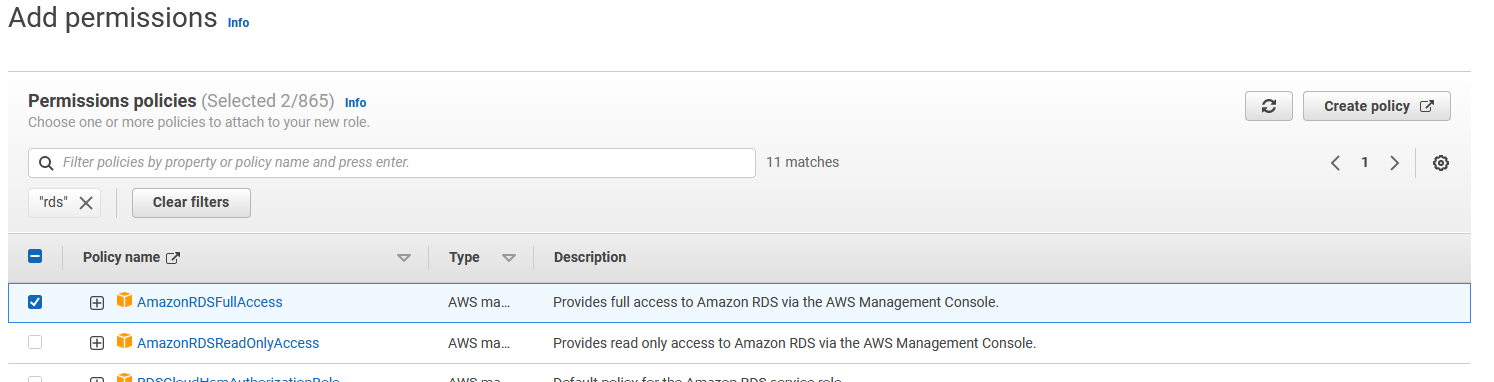 Add permissions Info
Permissions policies (Selected 2/865) Info
Create policy
Choose one or more policies to attach to your new role.
Filter policies by property or policy name and press enter.
11 matches
1
"rds"
Clear filters
Policy name Type Description
AmazonRDSFullAccess AWS ma... Provides full access to Amazon RDS via the AWS Management Console.
AmazonRDSReadOnlyAccess AWS ma... Provides read only access to Amazon RDS via the AWS Management Console.
RDSCloudHsmAuthorizationRole AWS ma... Default policy for the Amazon RDS service role.